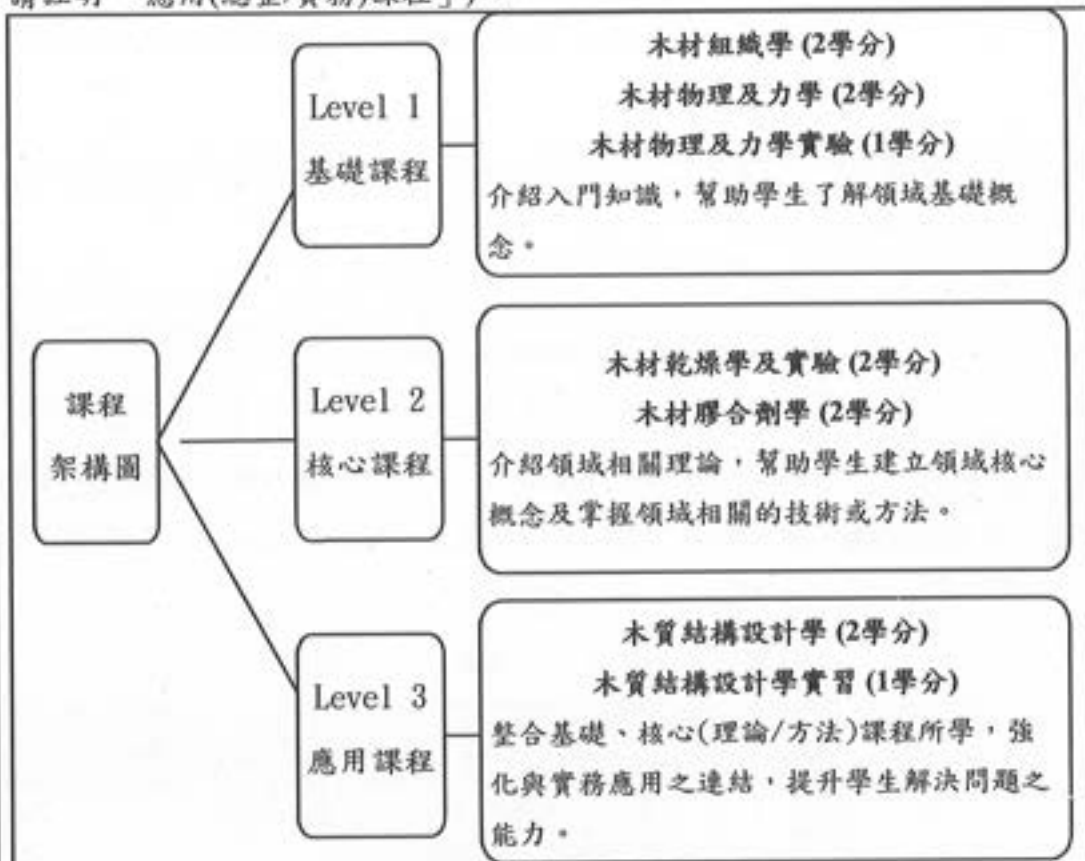 應用(總整/實務)課程」)
課程
架構圖
Level 1
基礎課程
木材組織學 (2學分)
木材物理及力學 (2學分)
木材物理及力學實驗 (1學分)
介紹入門知識，幫助學生了解領域基礎概
念。
Level 2
核心課程
木材乾燥學及實驗 (2學分)
木材膠合劑學 (2學分)
介紹領域相關理論，幫助學生建立領域核心
概念及掌握領域相關的技術或方法。
Level 3
應用課程
木質結構設計學 (2學分)
木質結構設計學實習 (1學分)
整合基礎、核心(理論/方法)課程所學，強
化與實務應用之連結，提升學生解決問題之
能力。